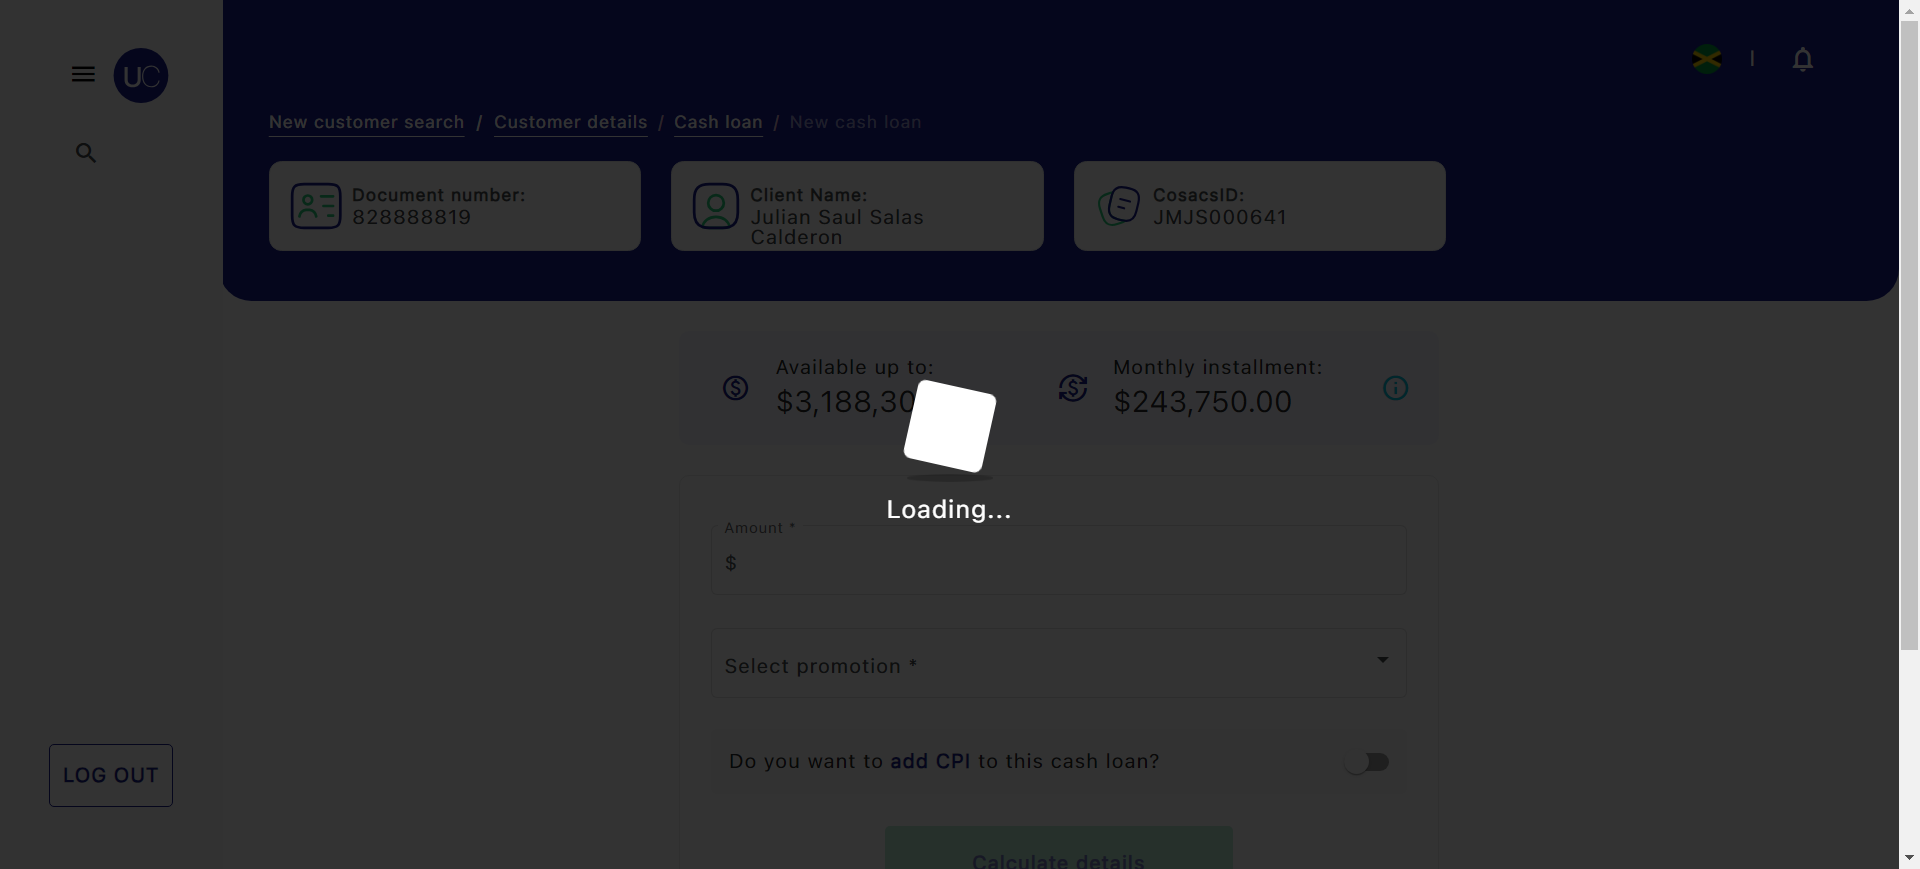 UC
New customer search / Customer details / Cash loan / New cash loan
Document number:
828888819
Client Name:
Julian Saul Salas
Calderon
CosacsID:
JMJS000641
Available up to:
$3,188,30
Monthly installment:
$243,750.00
Loading...
Amount *
$
Select promotion *
Do you want to add CPI to this cash loan?
LOG OUT
Calculate details